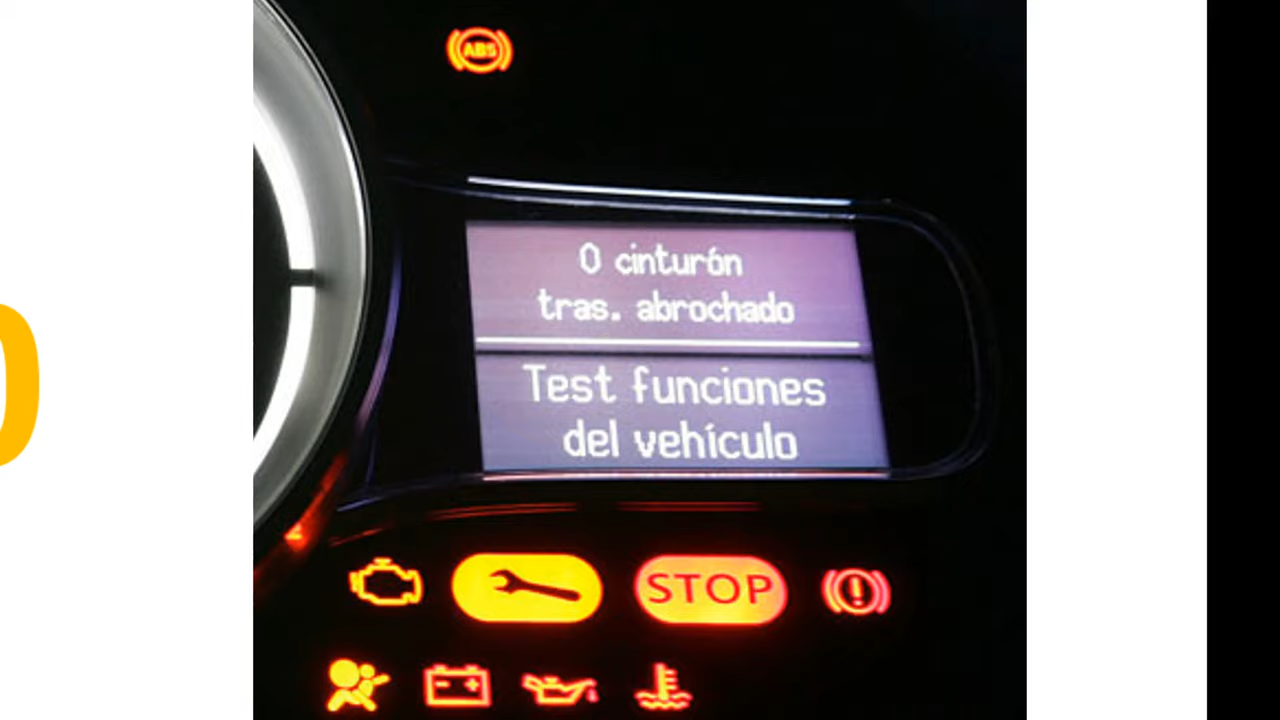 ABS
0 cinturón
tras. abrochado
Test funciones
del vehículo
STOP